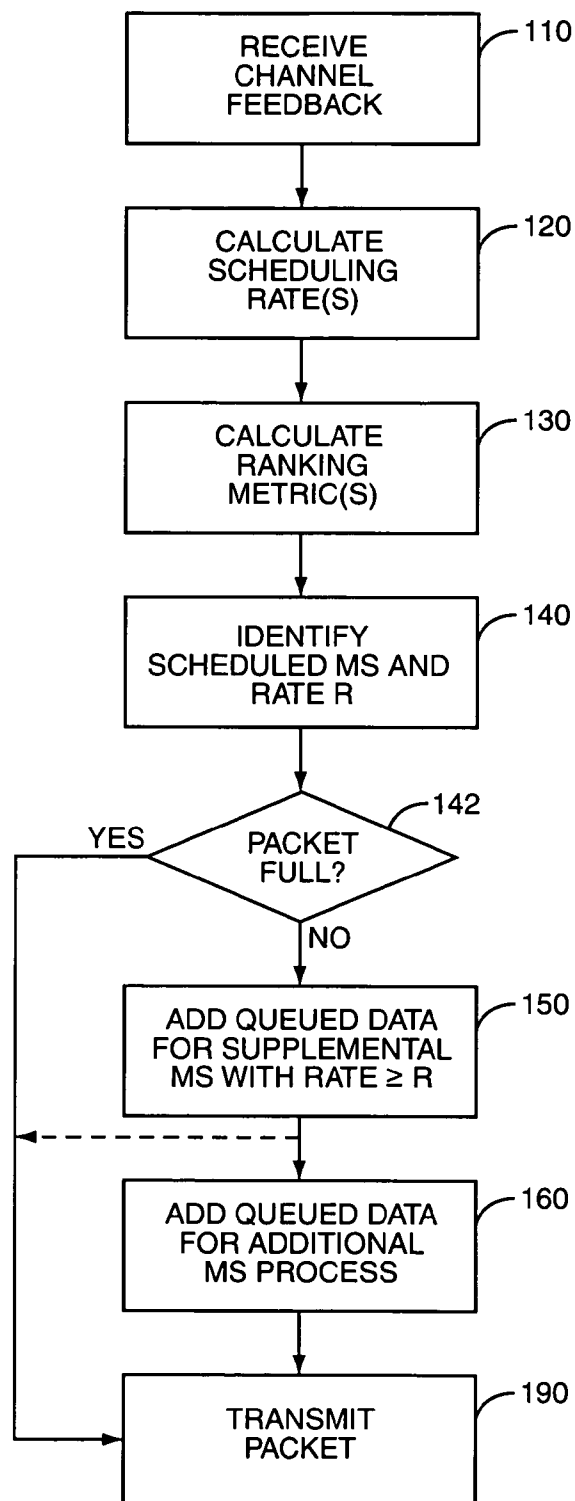 RECEIVE
CHANNEL
FEEDBACK
110
CALCULATE
SCHEDULING
RATE(S)
120
CALCULATE
RANKING
METRIC(S)
130
IDENTIFY
SCHEDULED MS AND
RATE R
140
PACKET
FULL?
142
YES
NO
ADD QUEUED DATA
FOR SUPPLEMENTAL
MS WITH RATE ≥ R
150
ADD QUEUED DATA
FOR ADDITIONAL
MS PROCESS
160
TRANSMIT
PACKET
190